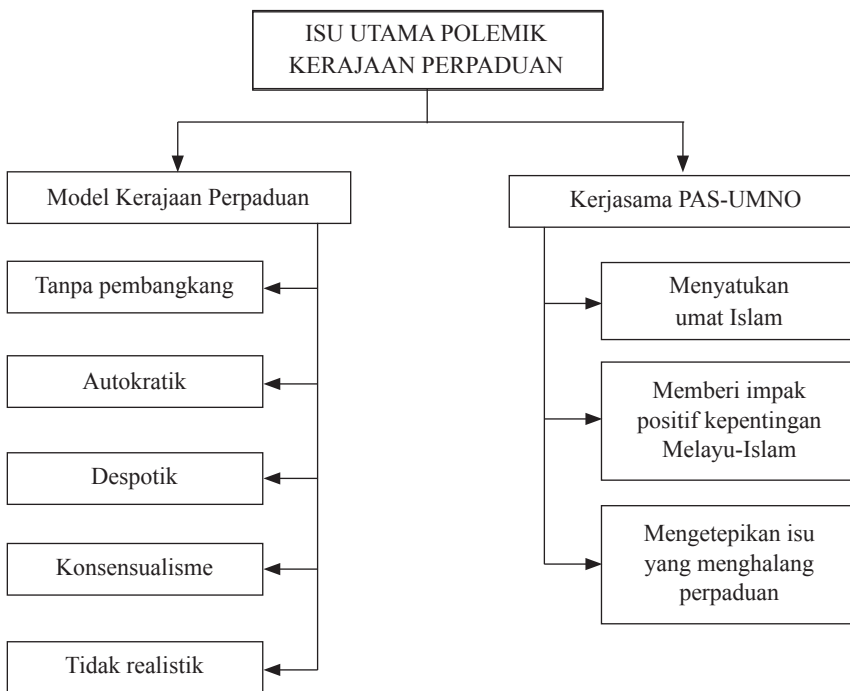 ISU UTAMA POLEMIK
KERAJAAN PERPADUAN
Model Kerajaan Perpaduan
Tanpa pembangkang
Autokratik
Despotik
Konsensualisme
Tidak realistik
Kerjasama PAS-UMNO
Menyatukan
umat Islam
Memberi impak
positif kepentingan
Melayu-Islam
Mengetepikan isu
yang menghalang
perpaduan